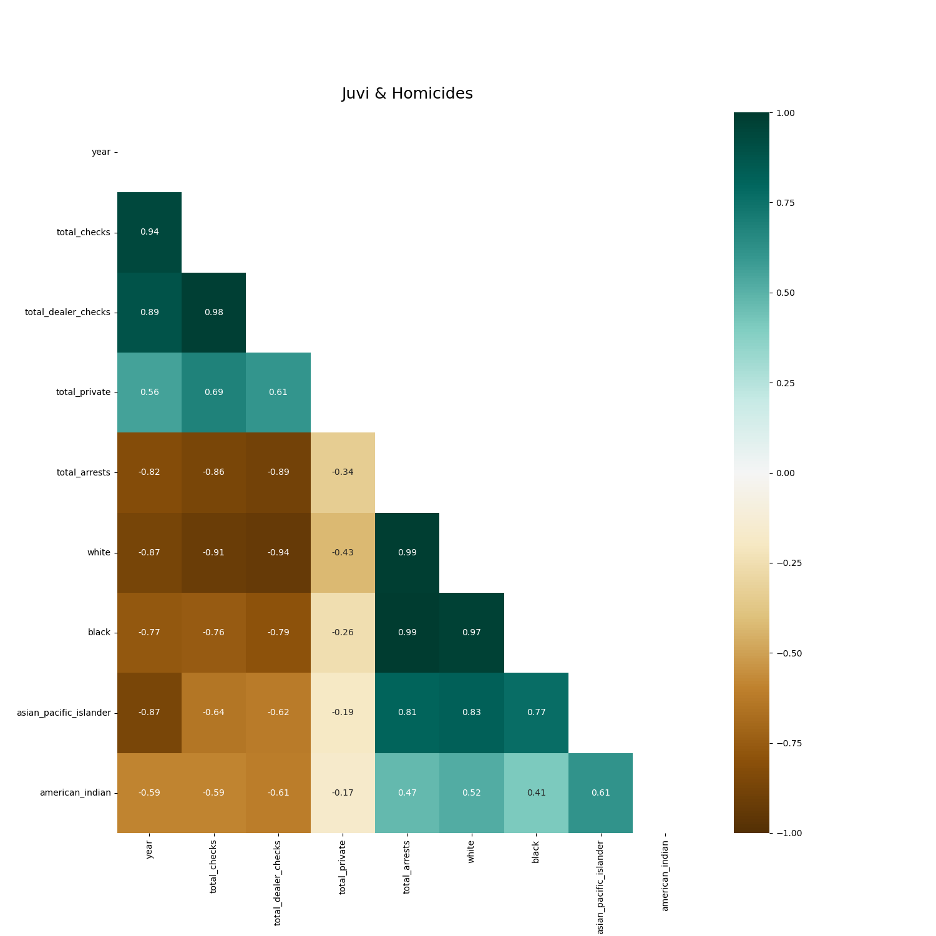 Juvi & Homicides
year
total_checks
0.94
total_dealer_checks
0.89 0.98
total_private
0.56 0.69 0.61
total_arrests
-0.82 -0.86 -0.89 -0.34
white
-0.87 -0.91 -0.94 -0.43 0.99
black
-0.77 -0.76 -0.79 -0.26 0.99 0.97
asian_pacific_islander
-0.87 -0.64 -0.62 -0.19 0.81 0.83 0.77
american_indian
-0.59 -0.59 -0.61 -0.17 0.47 0.52 0.41 0.61
year
total_checks
total_dealer_checks
total_private
total_arrests
white
black
asian_pacific_islander
american_indian
1.00
0.75
0.50
0.25
0.00
−0.25
−0.50
−0.75
−1.00